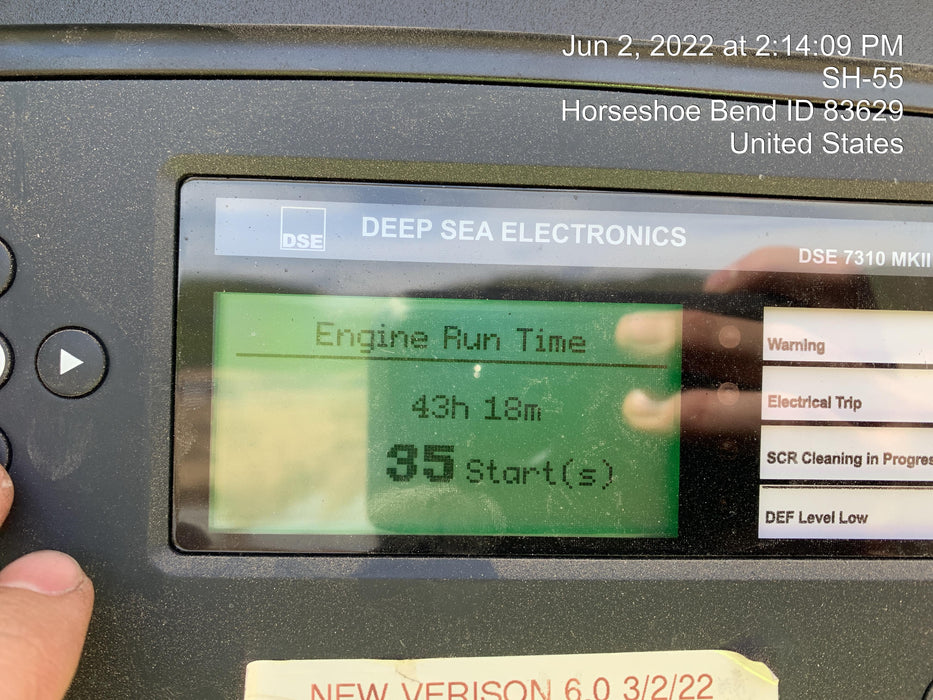 Jun 2, 2022 at 2:14:09 PM
SH-55
Horseshoe Bend ID 83629
United States
DSE
DEEP SEA ELECTRONICS
DSE 7310 MKII
Engine Run Time
43h 18m
35 Start(s)
Warning
Electrical Trip
SCR Cleaning in Progres
DEF Level Low
NEW VERISON 6.0 3/2/22